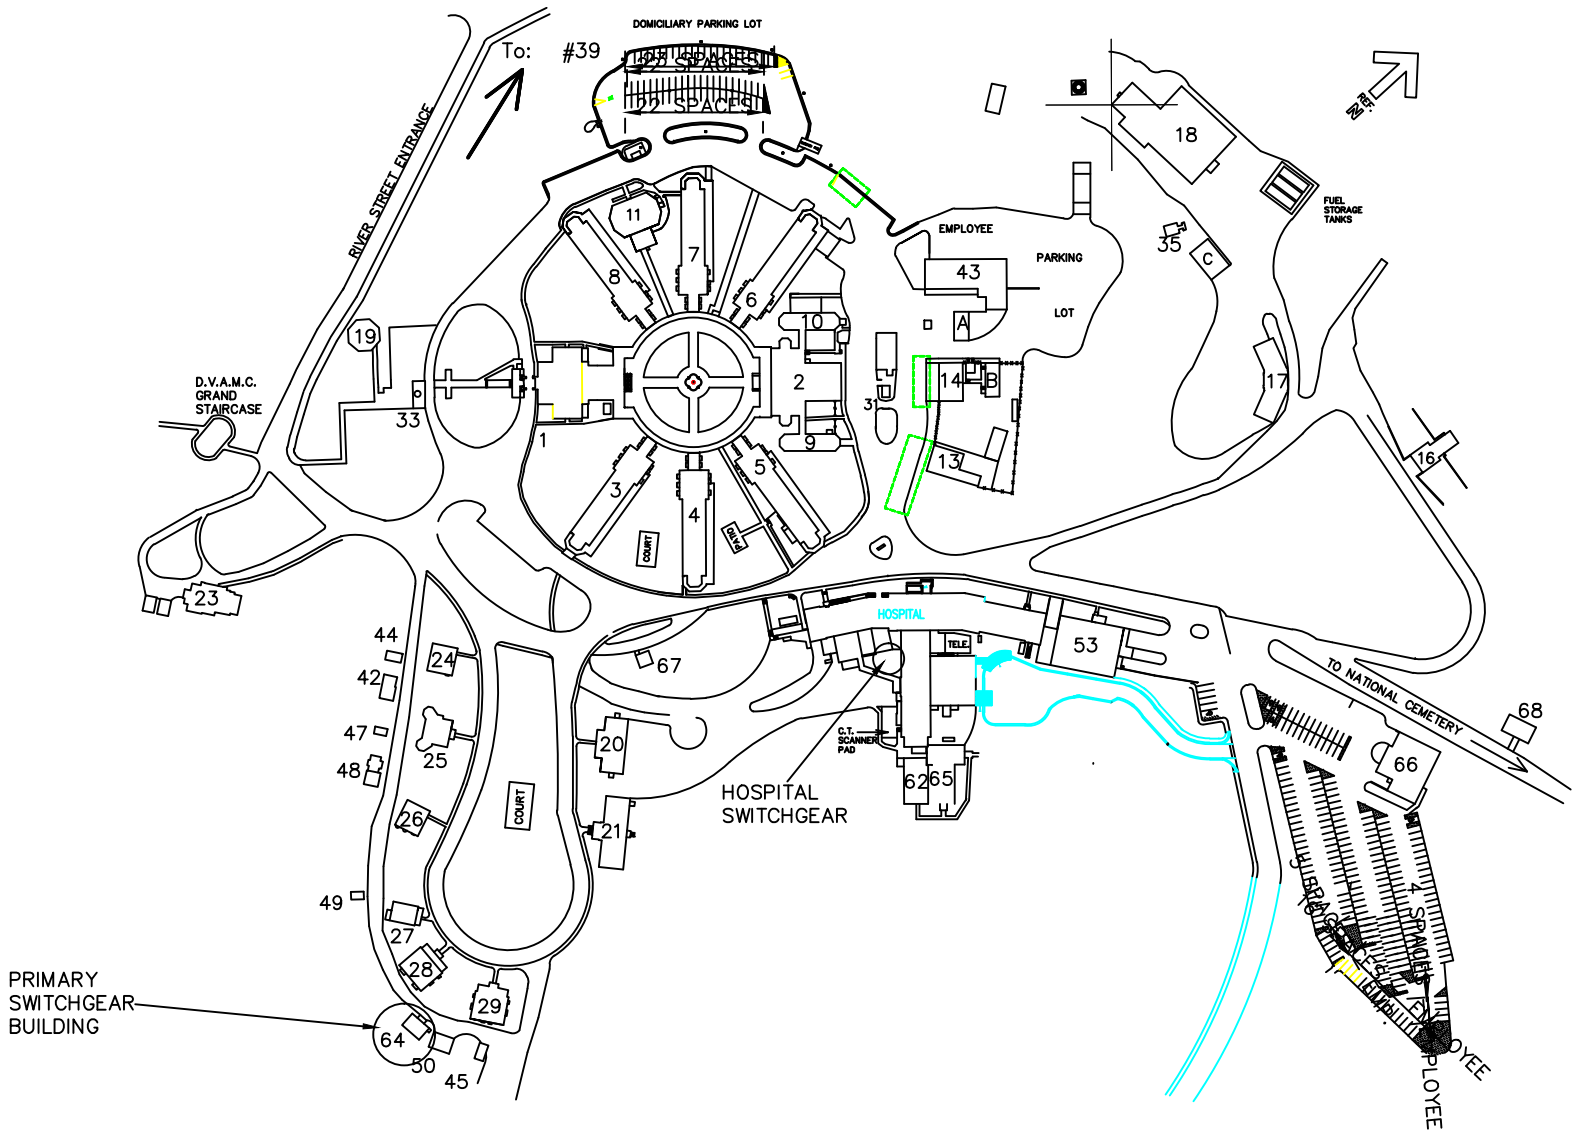 DOMICILIARY PARKING LOT
To: #39
22 SPACES
22 SPACES
RIVER STREET ENTRANCE
REF.
N
18
FUEL
STORAGE
TANKS
35
C
EMPLOYEE
PARKING
LOT
43
A
11
7
8
6
10
19
D.V.A.M.C.
GRAND
STAIRCASE
33
1
2
31
14
B
17
9
13
16
3
4
5
COURT
PATIO
23
HOSPITAL
TELE.
53
TO NATIONAL CEMETERY
68
44
24
67
42
47
25
20
C.T.
SCANNER
PAD
48
62
65
66
HOSPITAL
SWITCHGEAR
26
COURT
21
49
27
28
29
4 SPACES
PRIMARY
SWITCHGEAR
BUILDING
64
50
45